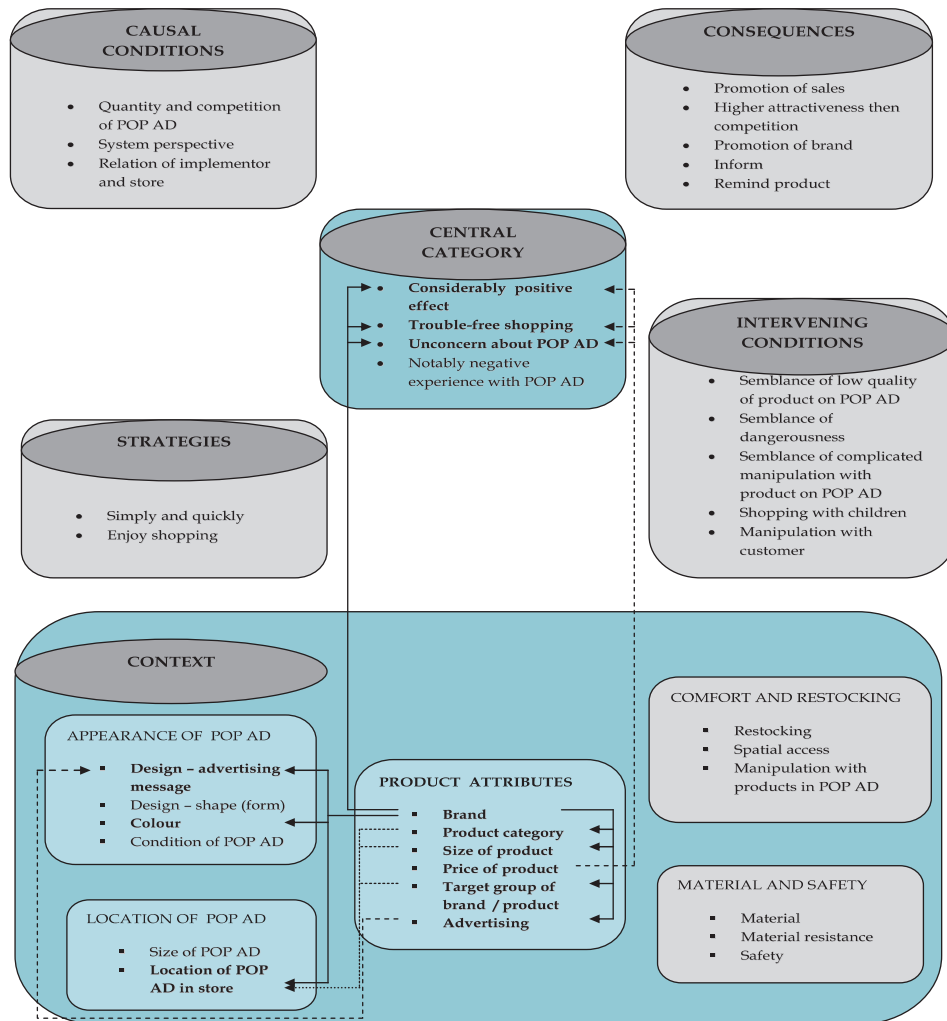 CAUSAL
CONDITIONS
• Quantity and competition
of POP AD
• System perspective
• Relation of implementor
and store
CONSEQUENCES
• Promotion of sales
• Higher attractiveness then
competition
• Promotion of brand
• Inform
• Remind product
CENTRAL
CATEGORY
• Considerably positive
effect
• Trouble-free shopping
• Unconcern about POP AD
• Notably negative
experience with POP AD
INTERVENING
CONDITIONS
• Semblance of low quality
of product on POP AD
• Semblance of
dangerousness
• Semblance of complicated
manipulation with
product on POP AD
• Shopping with children
• Manipulation with
customer
STRATEGIES
• Simply and quickly
• Enjoy shopping
CONTEXT
APPEARANCE OF POP AD
▪ Design – advertising
message
▪ Design – shape (form)
▪ Colour
▪ Condition of POP AD
LOCATION OF POP AD
▪ Size of POP AD
▪ Location of POP
AD in store
PRODUCT ATTRIBUTES
▪ Brand
▪ Product category
▪ Size of product
▪ Price of product
▪ Target group of
brand / product
▪ Advertising
COMFORT AND RESTOCKING
▪ Restocking
▪ Spatial access
▪ Manipulation with
products in POP AD
MATERIAL AND SAFETY
▪ Material
▪ Material resistance
▪ Safety